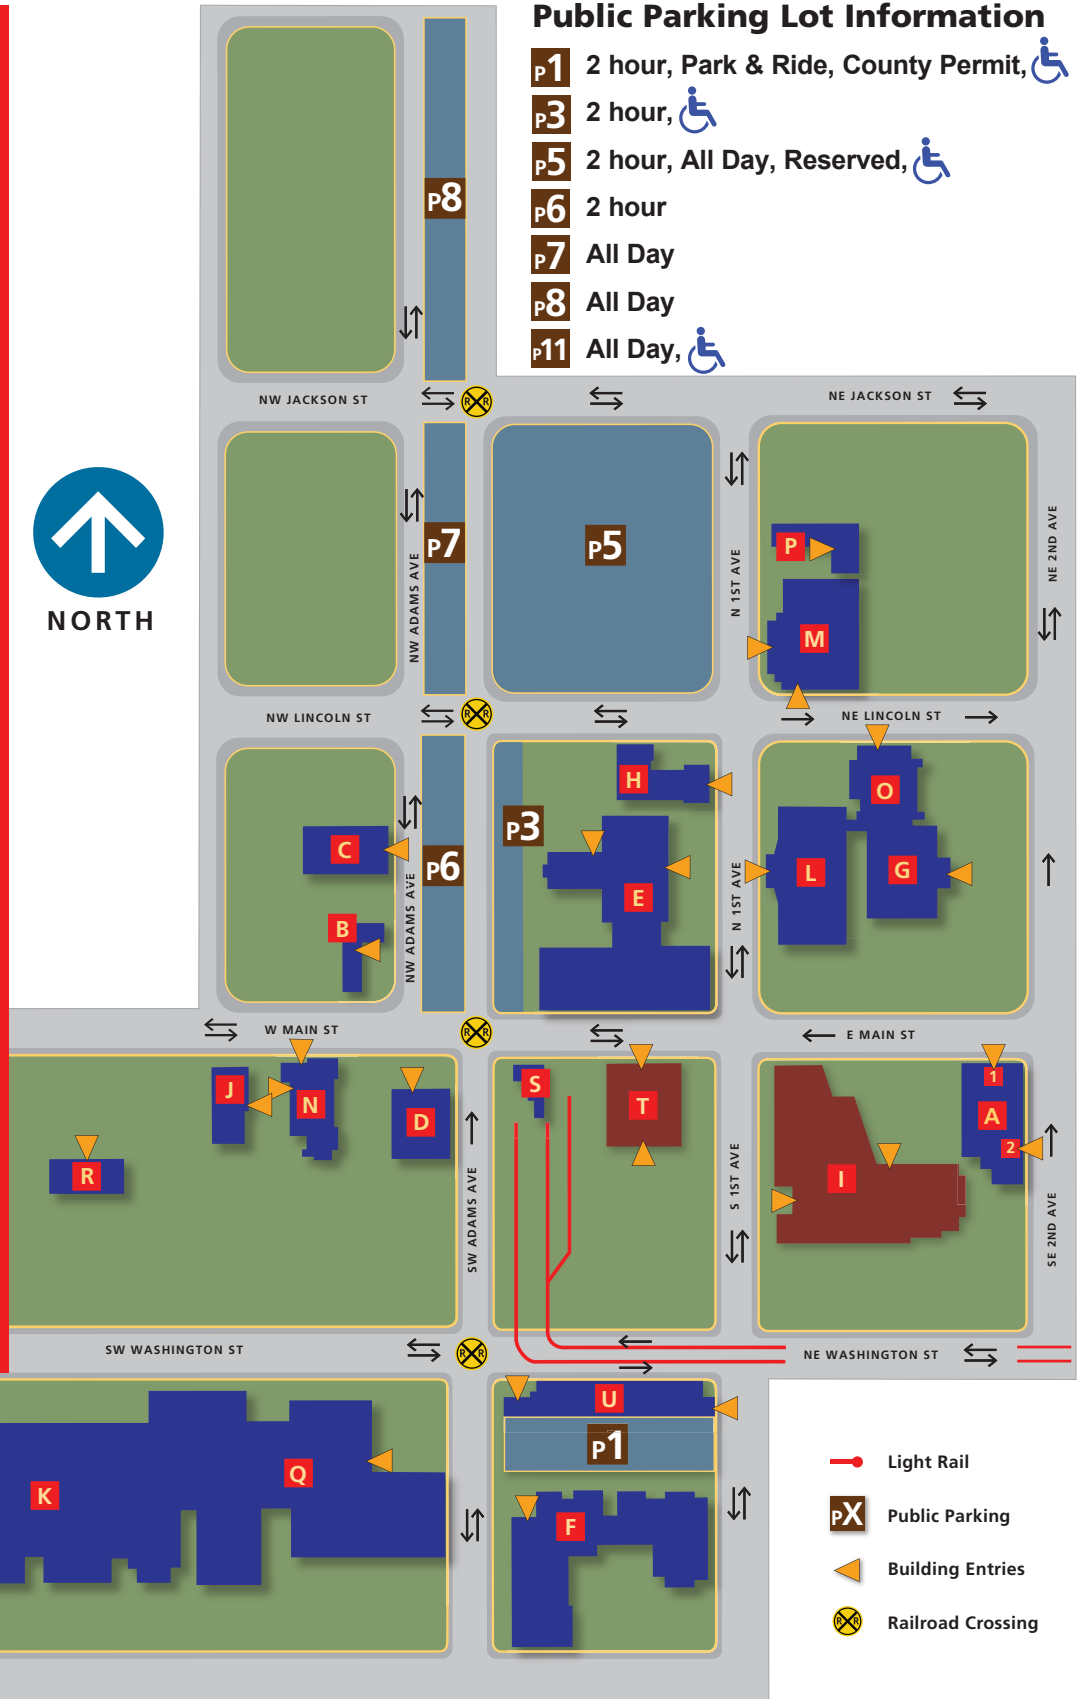 Public Parking Lot Information
P1 2 hour, Park & Ride, County Permit,
P3 2 hour,
P5 2 hour, All Day, Reserved,
P6 2 hour
P7 All Day
P8 All Day
P11 All Day,
P8
NW JACKSON ST
R R
NE JACKSON ST
NORTH
P7
P5
NW ADAMS AVE
N 1ST AVE
NE 2ND AVE
P
M
NW LINCOLN ST
R R
NE LINCOLN ST
H
O
C
P6
P3
E
L
G
B
NW ADAMS AVE
N 1ST AVE
W MAIN ST
R R
E MAIN ST
J
N
D
R
S
T
1
A
2
I
SW ADAMS AVE
S 1ST AVE
SE 2ND AVE
SW WASHINGTON ST
R R
NE WASHINGTON ST
U
P1
K
Q
F
Light Rail
PX Public Parking
Building Entries
R R Railroad Crossing